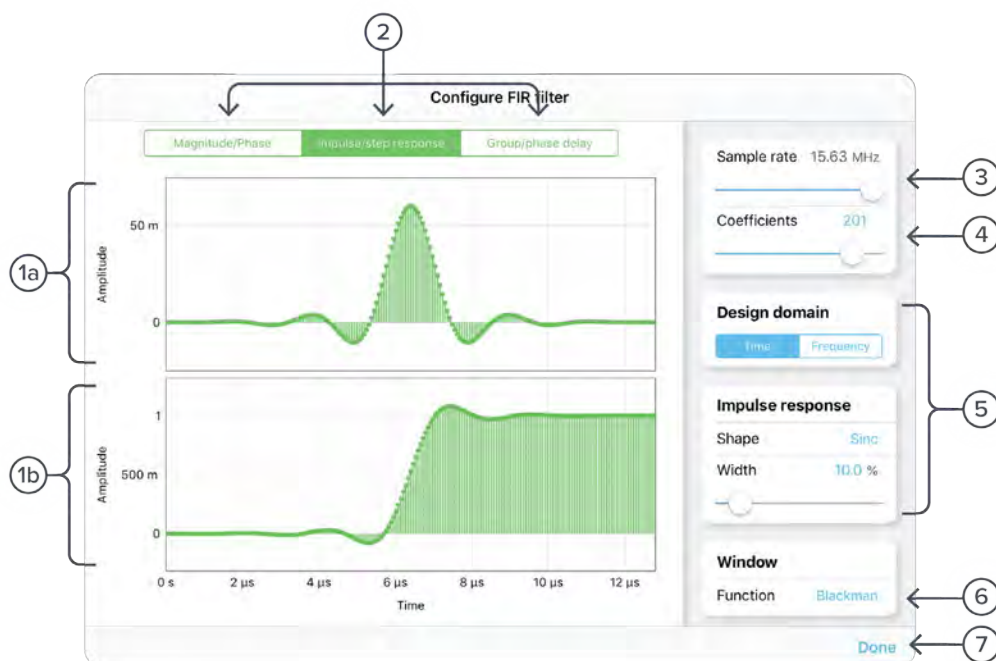 2
Configure FIR filter
Magnitude/Phase Impulse/step response Group/phase delay
Sample rate 15.63 MHz
3
Coefficients 201
4
1a
Amplitude
50 m
0
Design domain
Time Frequency
5
Impulse response
Shape Sinc
Width 10.0 %
1b
Amplitude
1
500 m
0
0 s 2 µs 4 µs 6 µs 8 µs 10 µs 12 µs
Time
Window
Function Blackman
6
Done
7